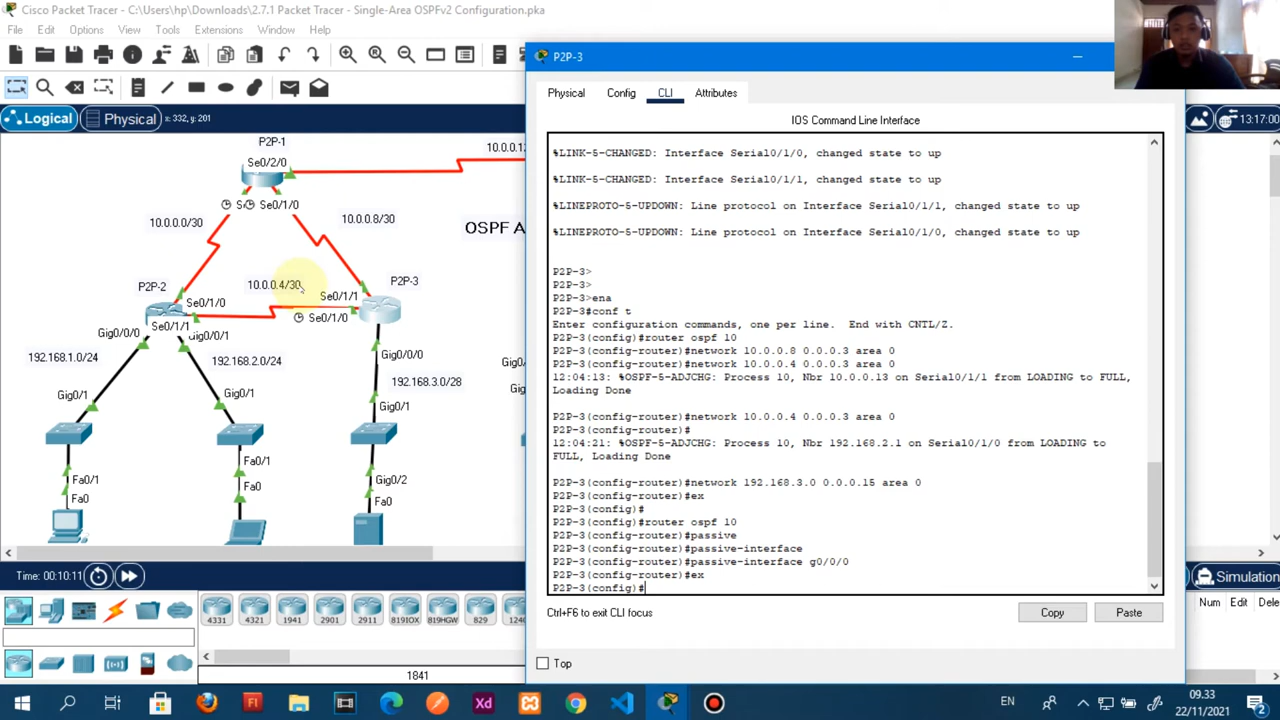 Cisco Packet Tracer - C:\Users\hp\Downloads\2.7.1 Packet Tracer - Single-Area OSPFv2 Configuration.pka
File Edit Options View Tools Extensions Window Help
Logical Physical x: 332, y: 201
13:17:00
P2P-1
Se0/2/0
10.0.0.1
Se0/1/0
10.0.0.0/30
10.0.0.8/30
OSPF A
P2P-2
10.0.0.4/30
P2P-3
Se0/1/0
Se0/1/1
Se0/1/0
Se0/1/1
Gig0/0/0
Gig0/0/1
Gig0/0/0
192.168.1.0/24
192.168.2.0/24
192.168.3.0/28
Gig0/1
Gig0/1
Gig0/1
Fa0/1
Fa0/1
Gig0/2
Fa0
Fa0
Fa0
Time: 00:10:11
4331 4321 1941 2901 2911 819IOX 819HGW 829
1841
P2P-3
Physical Config CLI Attributes
IOS Command Line Interface
%LINK-5-CHANGED: Interface Serial0/1/0, changed state to up
%LINK-5-CHANGED: Interface Serial0/1/1, changed state to up
%LINEPROTO-5-UPDOWN: Line protocol on Interface Serial0/1/1, changed state to up
%LINEPROTO-5-UPDOWN: Line protocol on Interface Serial0/1/0, changed state to up
P2P-3>
P2P-3>
P2P-3>ena
P2P-3#conf t
Enter configuration commands, one per line. End with CNTL/Z.
P2P-3(config)#router ospf 10
P2P-3(config-router)#network 10.0.0.8 0.0.0.3 area 0
P2P-3(config-router)#network 10.0.0.4 0.0.0.3 area 0
12:04:13: %OSPF-5-ADJCHG: Process 10, Nbr 10.0.0.13 on Serial0/1/1 from LOADING to FULL,
Loading Done
P2P-3(config-router)#network 10.0.0.4 0.0.0.3 area 0
P2P-3(config-router)#
12:04:21: %OSPF-5-ADJCHG: Process 10, Nbr 192.168.2.1 on Serial0/1/0 from LOADING to
FULL, Loading Done
P2P-3(config-router)#network 192.168.3.0 0.0.0.15 area 0
P2P-3(config-router)#ex
P2P-3(config)#
P2P-3(config)#router ospf 10
P2P-3(config-router)#passive
P2P-3(config-router)#passive-interface
P2P-3(config-router)#passive-interface g0/0/0
P2P-3(config-router)#ex
P2P-3(config)#
Ctrl+F6 to exit CLI focus
Copy Paste
Top
Simulation
Num Edit
EN
09.33
22/11/2021
2